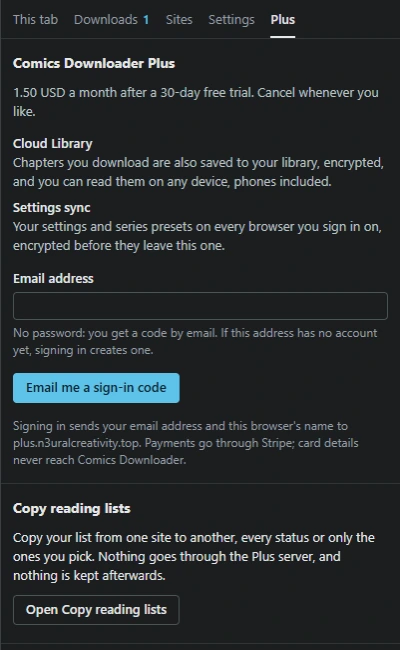 This tab Downloads 1 Sites Settings Plus
Comics Downloader Plus
1.50 USD a month after a 30-day free trial. Cancel whenever you
like.
Cloud Library
Chapters you download are also saved to your library, encrypted,
and you can read them on any device, phones included.
Settings sync
Your settings and series presets on every browser you sign in on,
encrypted before they leave this one.
Email address
No password: you get a code by email. If this address has no account
yet, signing in creates one.
Email me a sign-in code
Signing in sends your email address and this browser's name to
plus.n3uralcreativity.top. Payments go through Stripe; card details
never reach Comics Downloader.
Copy reading lists
Copy your list from one site to another, every status or only the
ones you pick. Nothing goes through the Plus server, and
nothing is kept afterwards.
Open Copy reading lists